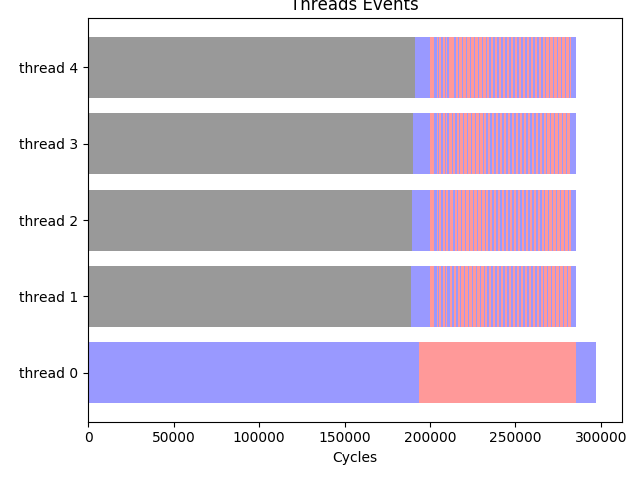 Threads Events
thread 4
thread 3
thread 2
thread 1
thread 0
0 50000 100000 150000 200000 250000 300000
Cycles